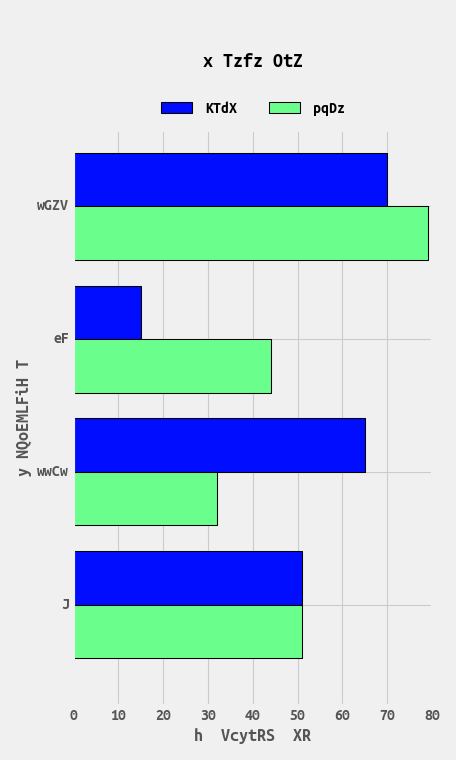 x Tzfz OtZ
KTdX pqDz
wGZV
eF
wwCw
J
y NQoEMLFiH T
0 10 20 30 40 50 60 70 80
h  VcytRS  XR